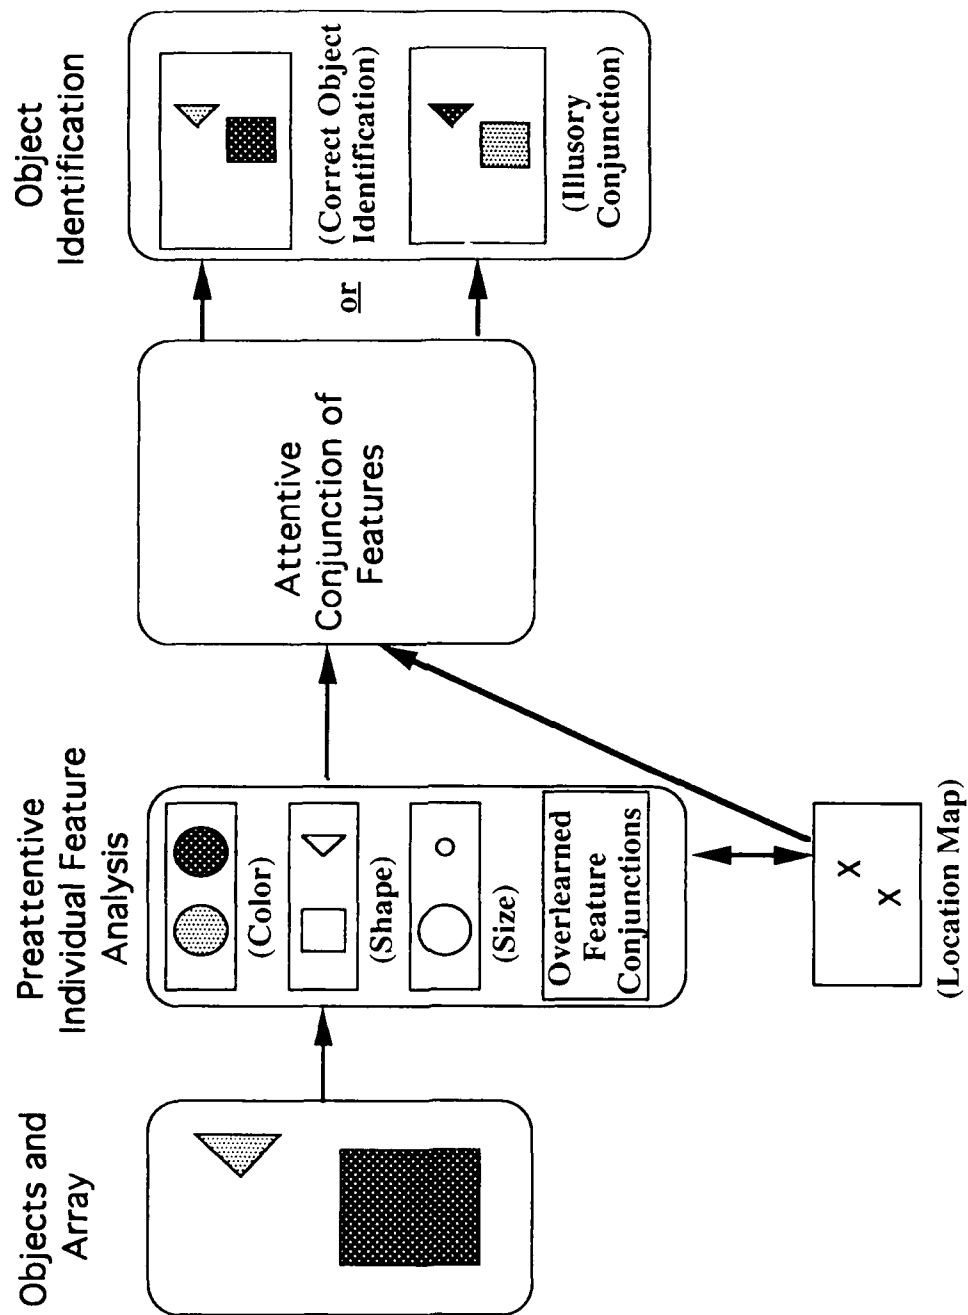 Objects and
Array
Preattentive
Individual Feature
Analysis
(Color)
(Shape)
(Size)
Overlearned
Feature
Conjunctions
X
X
(Location Map)
Attentive
Conjunction of
Features
or
Object
Identification
(Correct Object
Identification)
(Illusory
Conjunction)